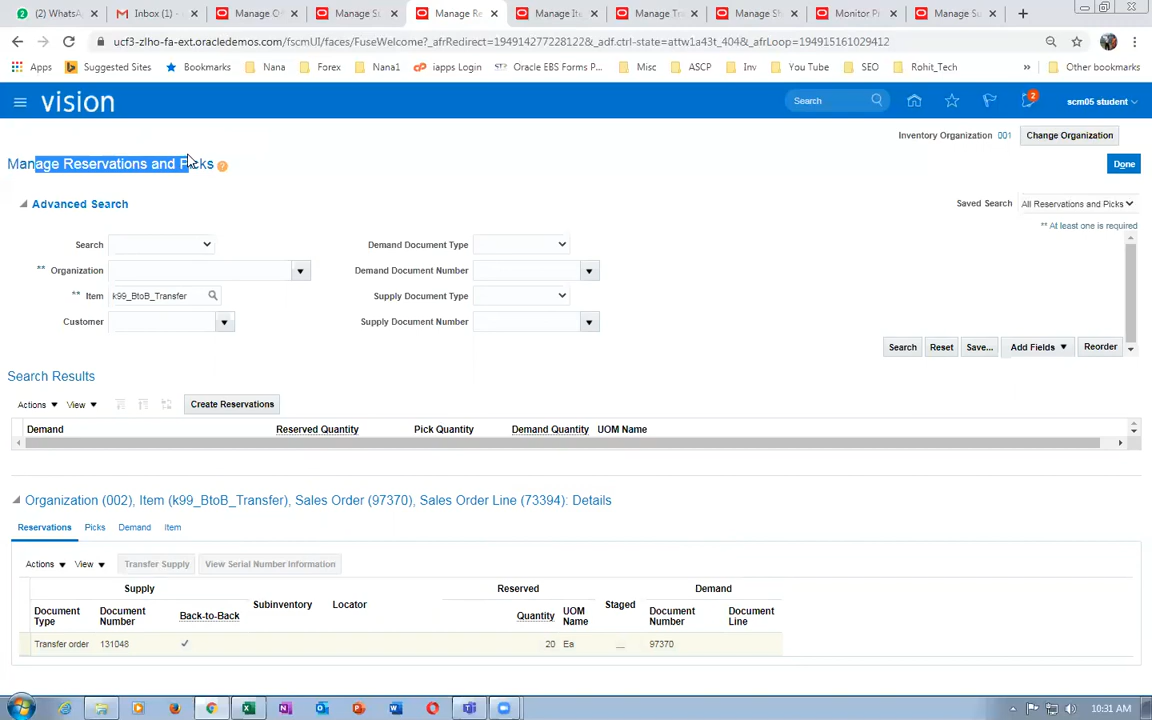 (2) WhatsA
Inbox (1) -
Manage Or
Manage Su
Manage Re
Manage Ite
Manage Tra
Manage Sh
Monitor Pi
Manage Su
ucf3-zlho-fa-ext.oracledemos.com/fscmUI/faces/FuseWelcome?_afrRedirect=194914277228122&_adf.ctrl-state=attw1a43t_404&_afrLoop=194915161029412
Apps Suggested Sites Bookmarks Nana Forex Nana1 iapps Login Oracle EBS Forms P... Misc ASCP Inv You Tube SEO Rohit_Tech » Other bookmarks
vision Search 2 scm05 student
Inventory Organization 001 Change Organization
Manage Reservations and Picks ? Done
Advanced Search Saved Search All Reservations and Picks
** At least one is required
Search Demand Document Type
** Organization Demand Document Number
** Item k99_BtoB_Transfer Supply Document Type
Customer Supply Document Number
Search Reset Save... Add Fields Reorder
Search Results
Actions View Create Reservations
Demand Reserved Quantity Pick Quantity Demand Quantity UOM Name
Organization (002), Item (k99_BtoB_Transfer), Sales Order (97370), Sales Order Line (73394): Details
Reservations Picks Demand Item
Actions View Transfer Supply View Serial Number Information
Supply Reserved Demand
Document Type Document Number Back-to-Back Subinventory Locator Quantity UOM Name Staged Document Number Document Line
Transfer order 131048 20 Ea 97370
10:31 AM